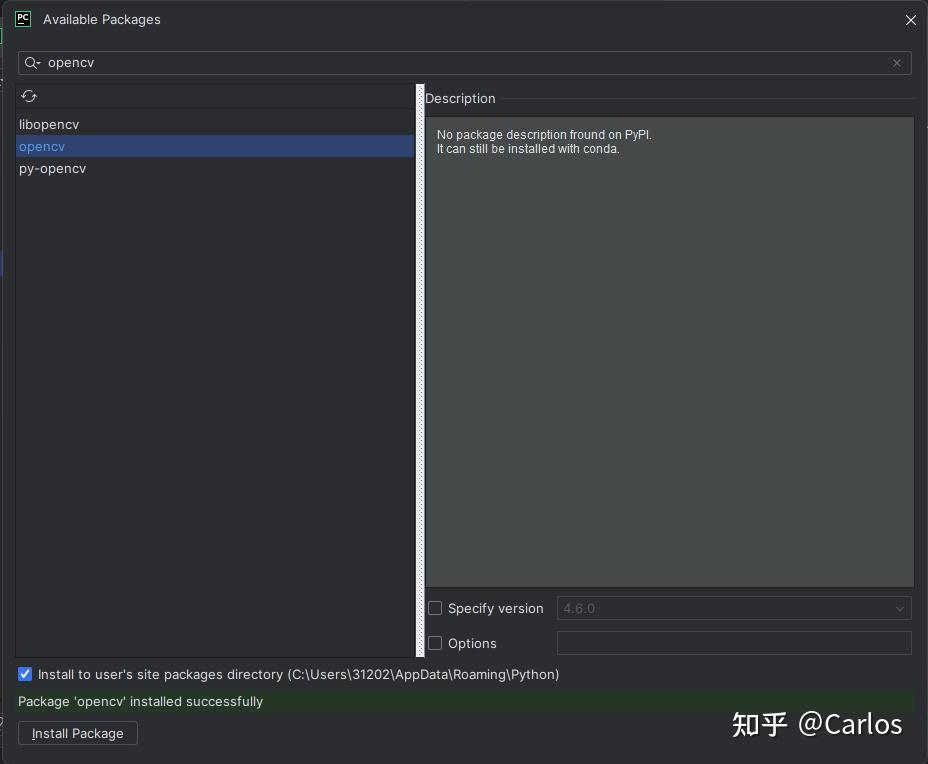 PC
Available Packages
opencv
libopencv
opencv
py-opencv
Description
No package description fround on PyPI.
It can still be installed with conda.
Specify version
4.6.0
Options
Install to user's site packages directory (C:\Users\31202\AppData\Roaming\Python)
Package 'opencv' installed successfully
Install Package
知乎 @Carlos